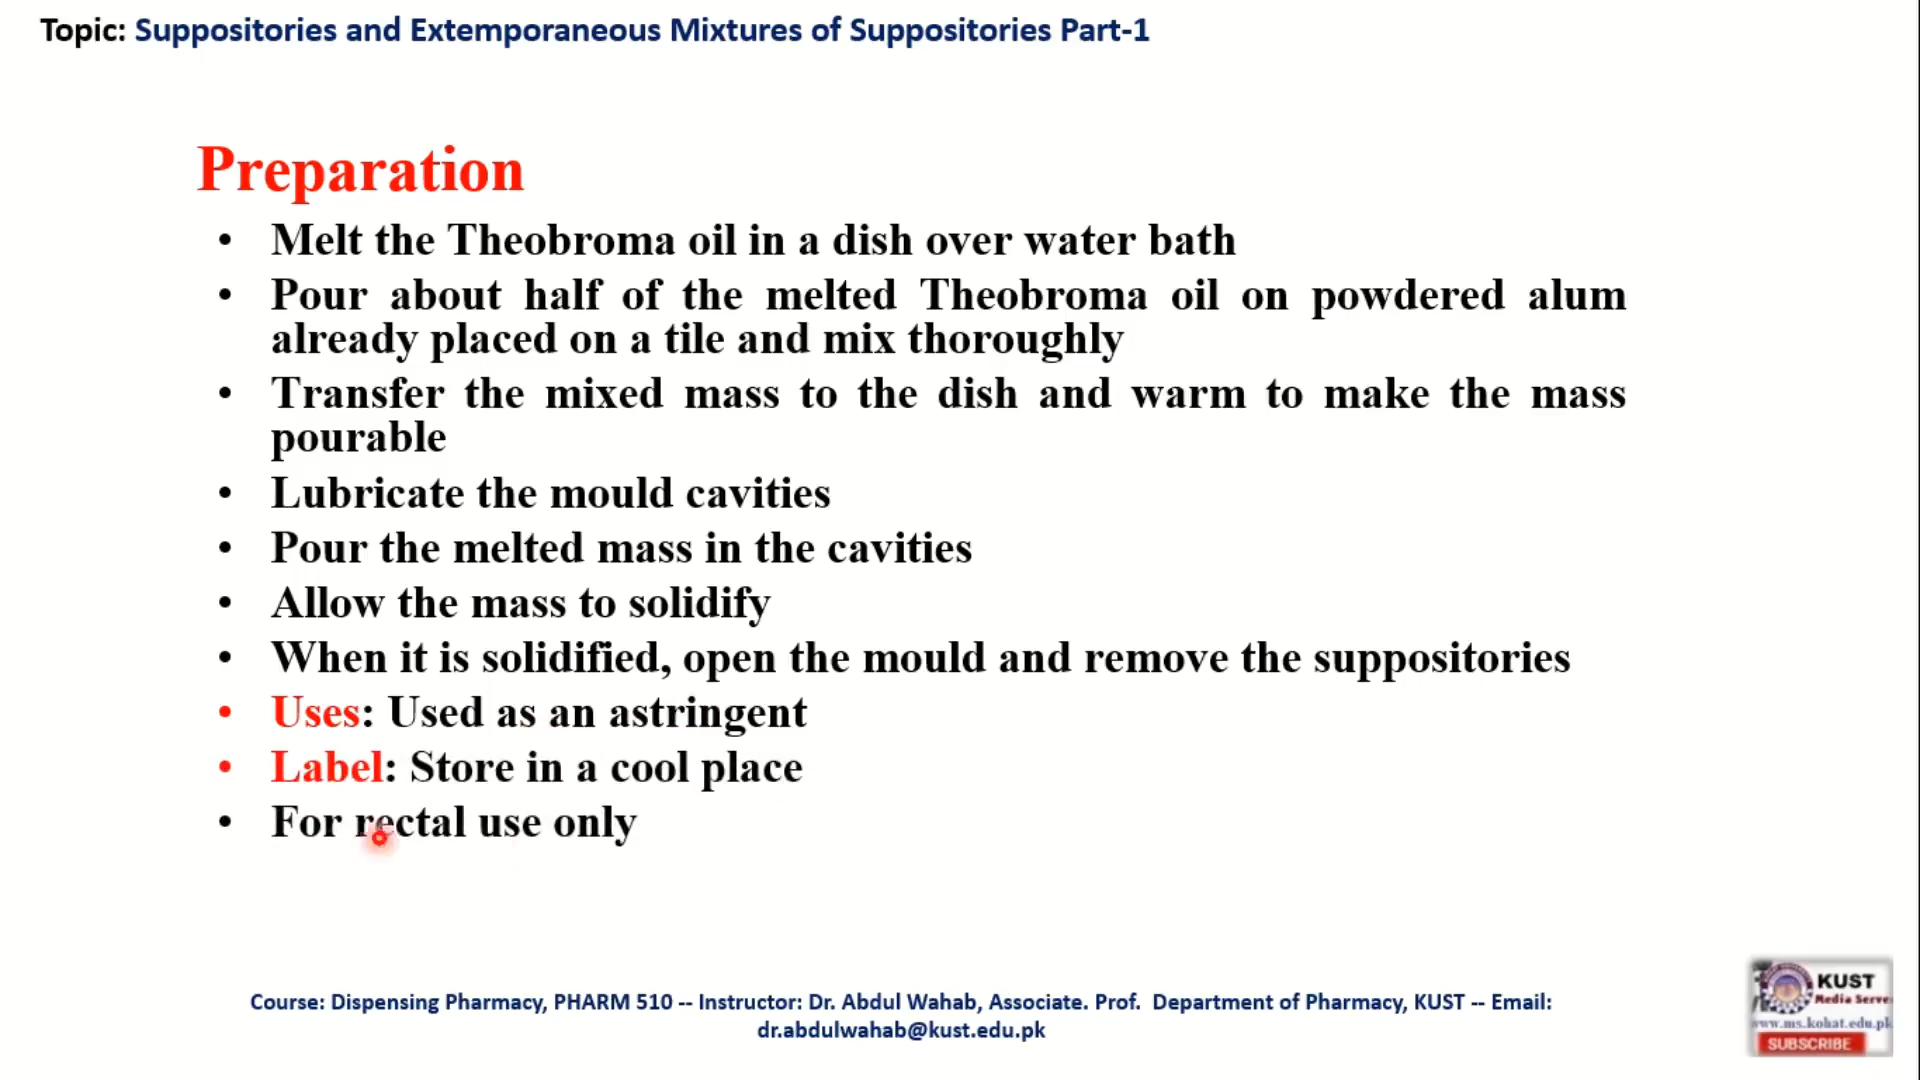 Topic: Suppositories and Extemporaneous Mixtures of Suppositories Part-1
Preparation
• Melt the Theobroma oil in a dish over water bath
• Pour about half of the melted Theobroma oil on powdered alum
already placed on a tile and mix thoroughly
• Transfer the mixed mass to the dish and warm to make the mass
pourable
• Lubricate the mould cavities
• Pour the melted mass in the cavities
• Allow the mass to solidify
• When it is solidified, open the mould and remove the suppositories
• Uses: Used as an astringent
• Label: Store in a cool place
• For rectal use only
Course: Dispensing Pharmacy, PHARM 510 -- Instructor: Dr. Abdul Wahab, Associate. Prof. Department of Pharmacy, KUST -- Email:
dr.abdulwahab@kust.edu.pk
KUST
Media Serve
www.ms.kohat.edu.pk
SUBSCRIBE